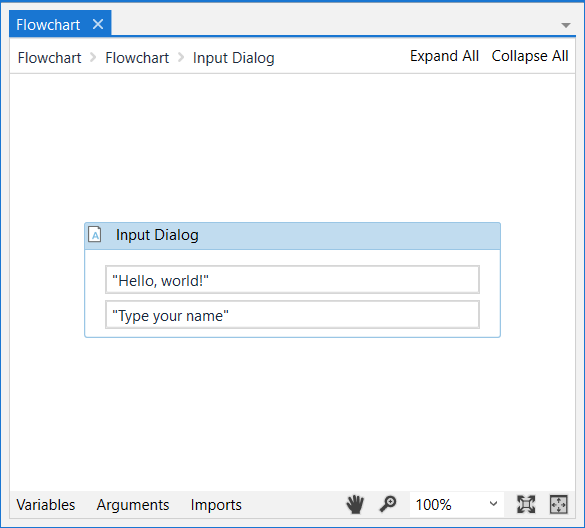 Flowchart
Flowchart Flowchart Input Dialog Expand All Collapse All
A Input Dialog
"Hello, world!"
"Type your name"
Variables Arguments Imports 100%